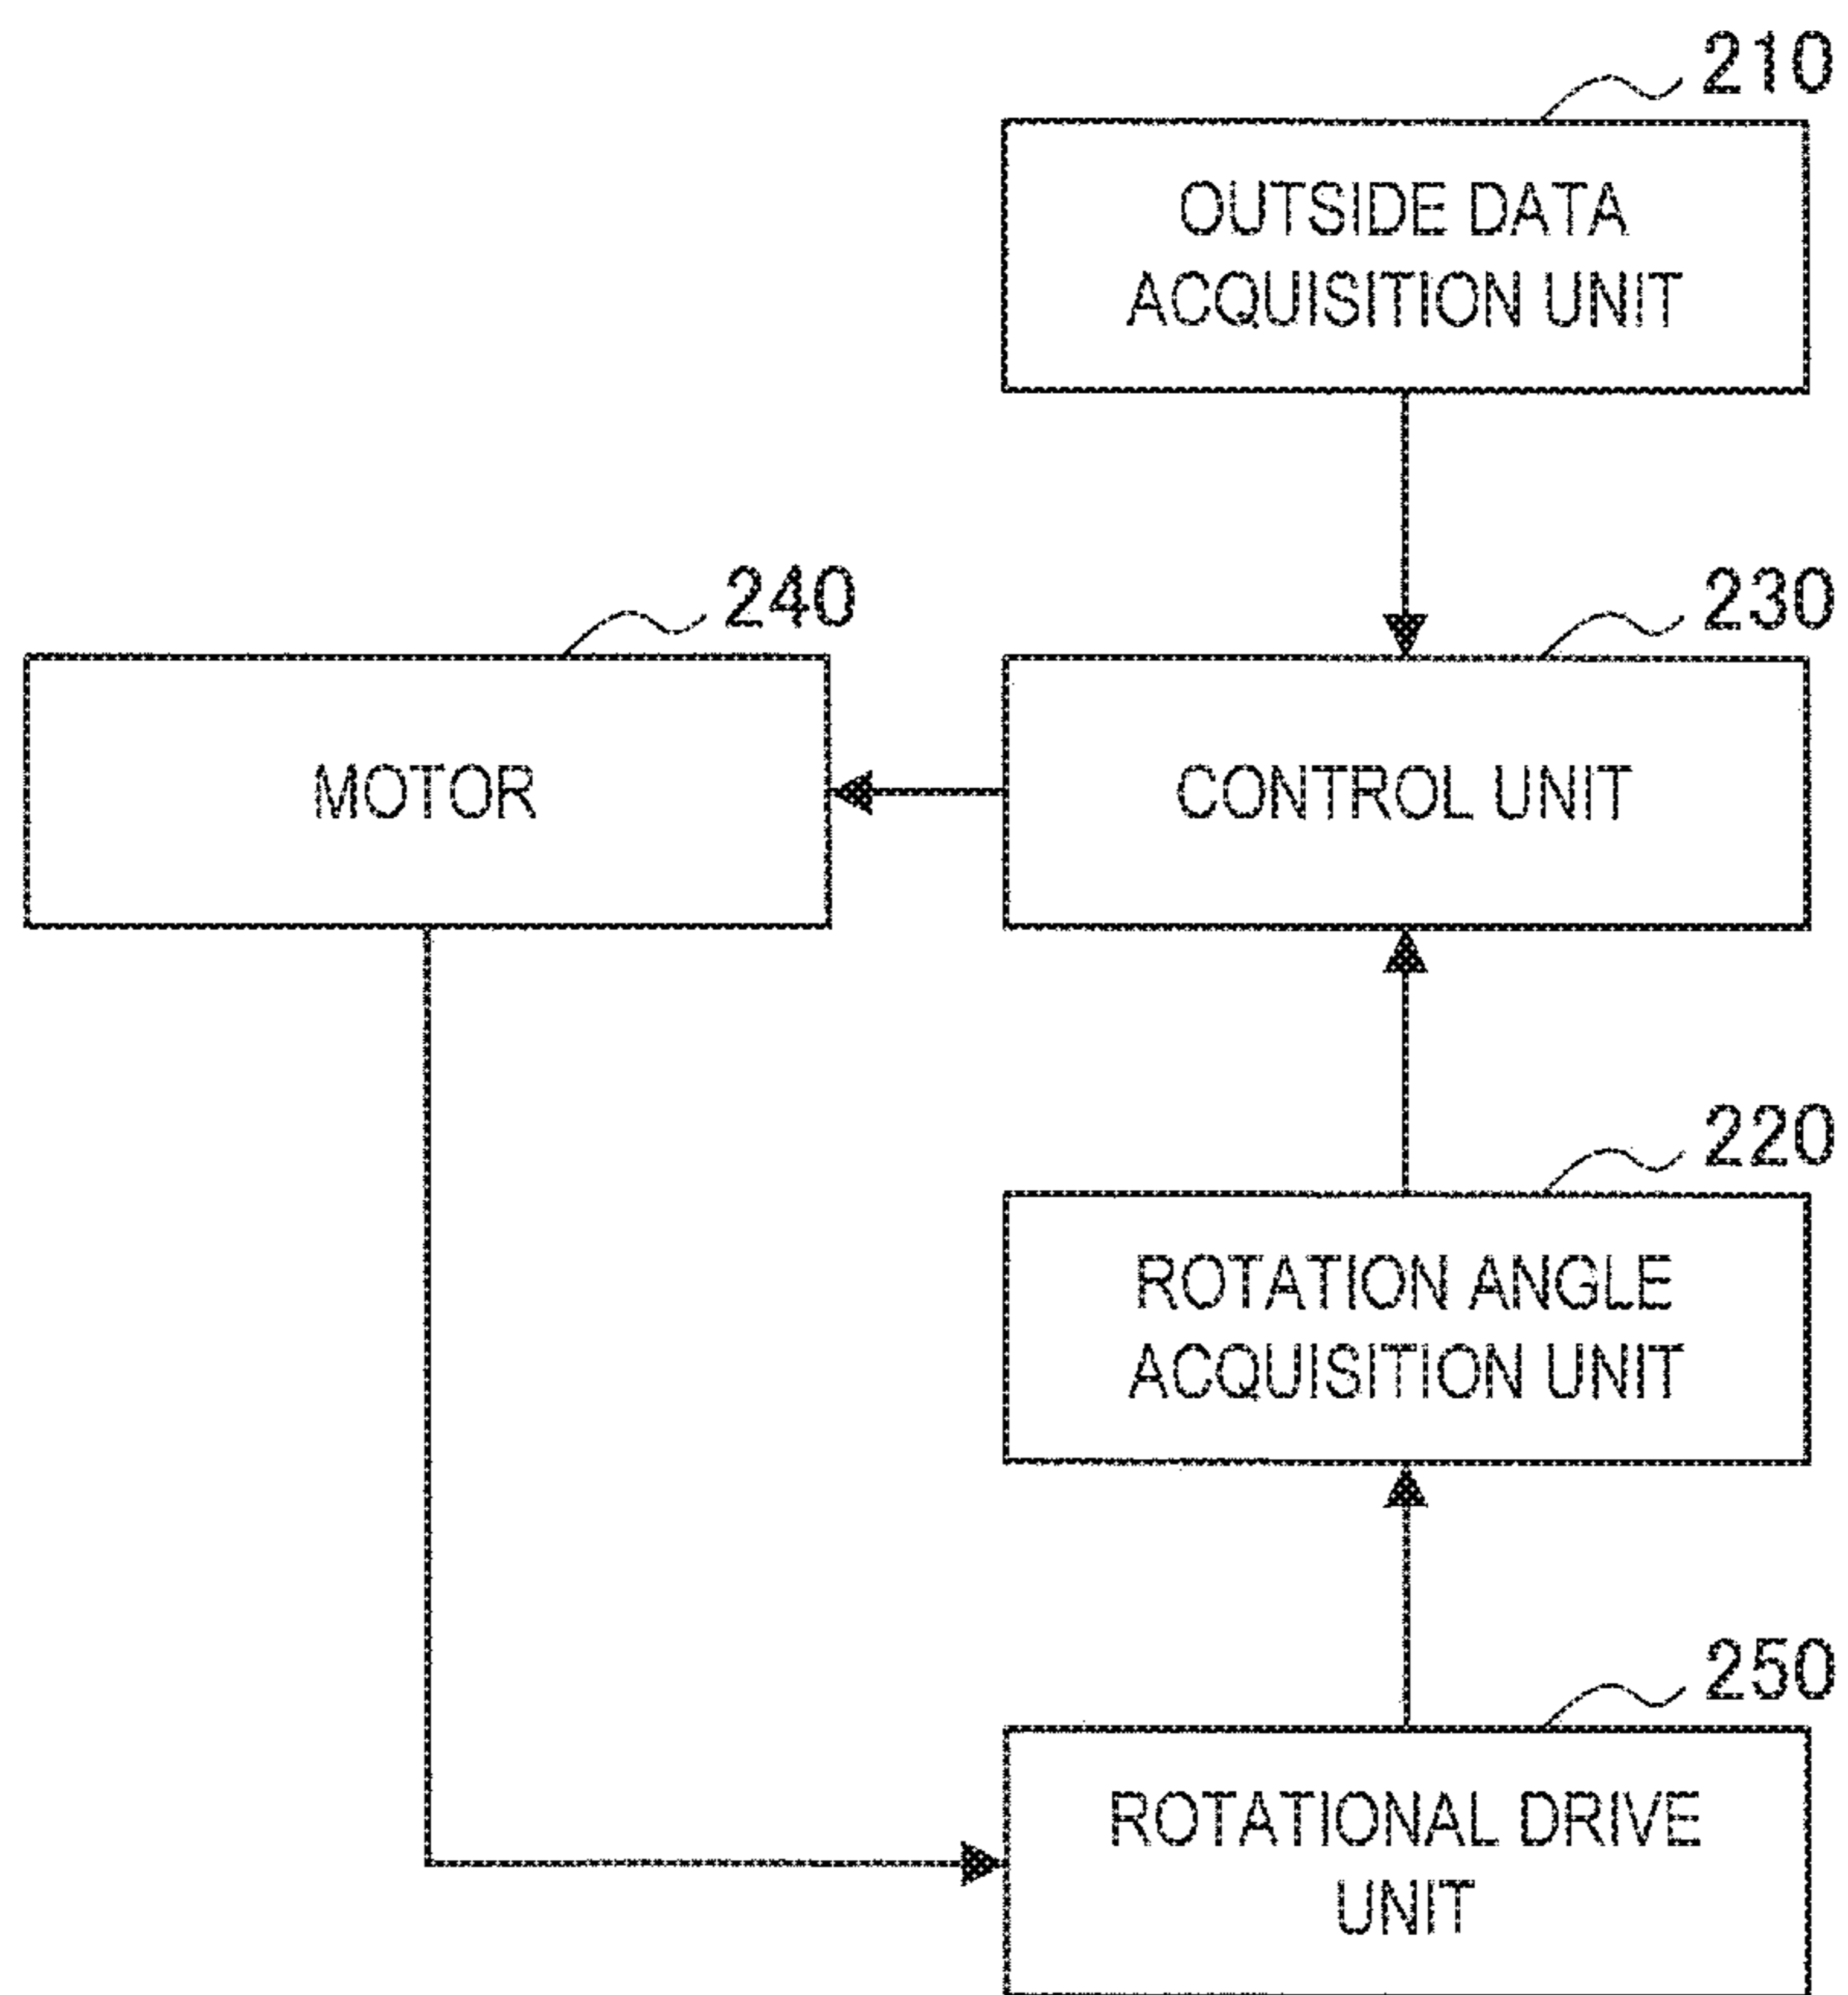 210
OUTSIDE DATA
ACQUISITION UNIT
240
230
MOTOR
CONTROL UNIT
220
ROTATION ANGLE
ACQUISITION UNIT
250
ROTATIONAL DRIVE
UNIT